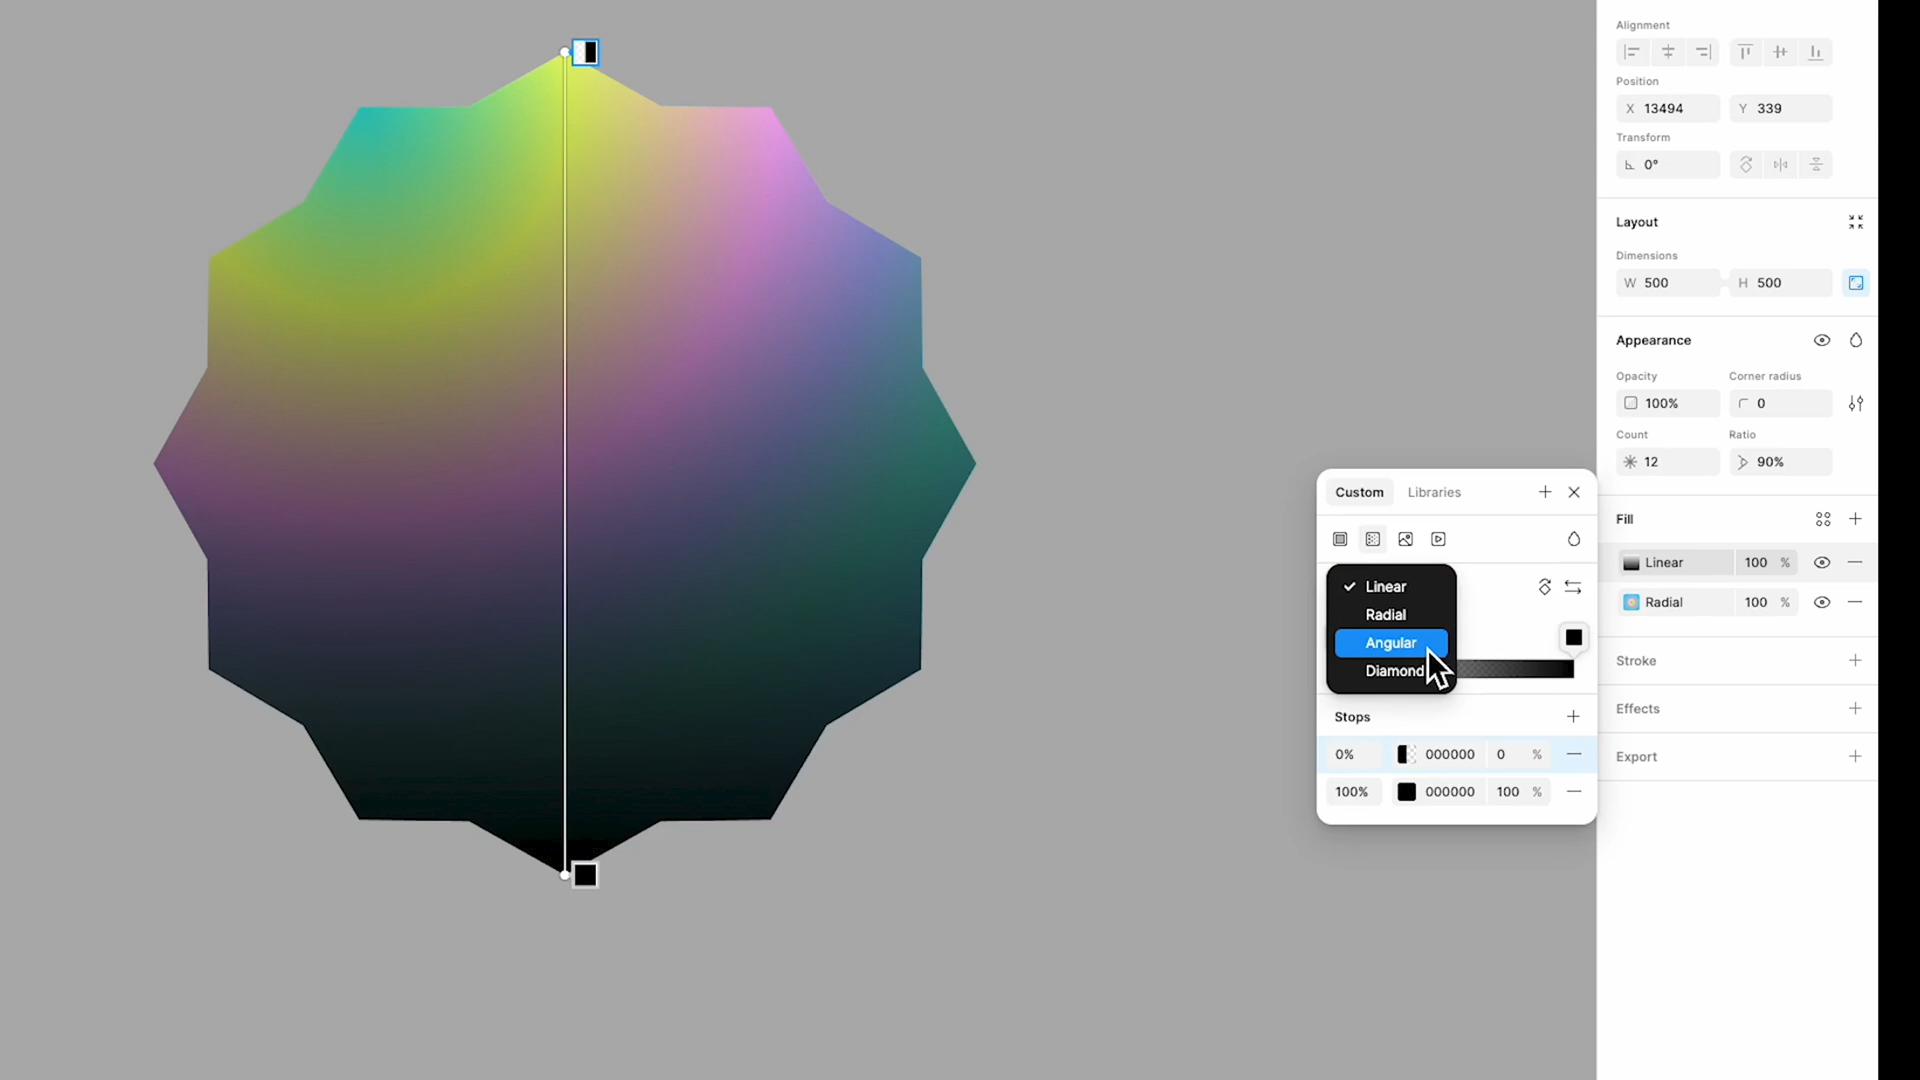 Alignment
Position
X 13494
Y 339
Transform
0°
Layout
Dimensions
W 500
H 500
Appearance
Opacity
Corner radius
100%
0
Count
Ratio
12
90%
Custom
Libraries
Fill
Linear
Radial
Angular
Diamond
Linear 100 %
Radial 100 %
Stroke
Effects
Export
Stops
0% 000000 0 %
100% 000000 100 %